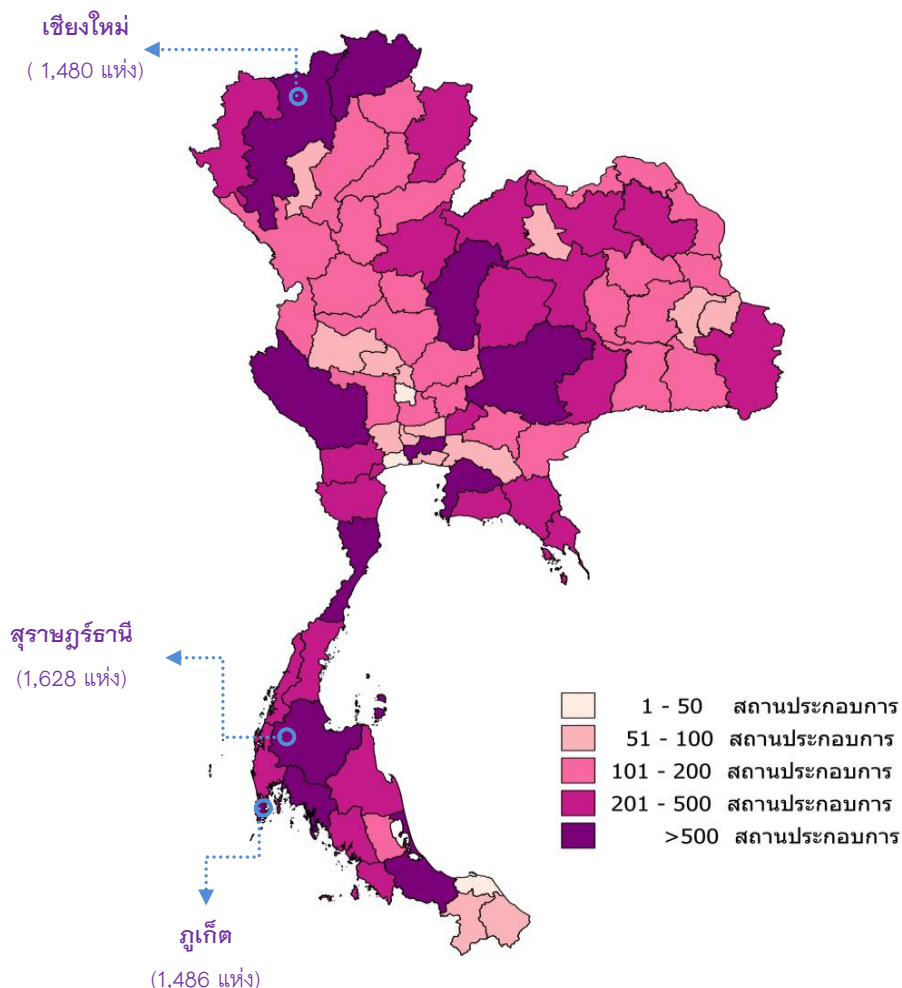 เชียงใหม่
( 1,480 แห่ง)
สุราษฎร์ธานี
(1,628 แห่ง)
1 - 50 สถานประกอบการ
51 - 100 สถานประกอบการ
101 - 200 สถานประกอบการ
201 - 500 สถานประกอบการ
>500 สถานประกอบการ
ภูเก็ต
(1,486 แห่ง)